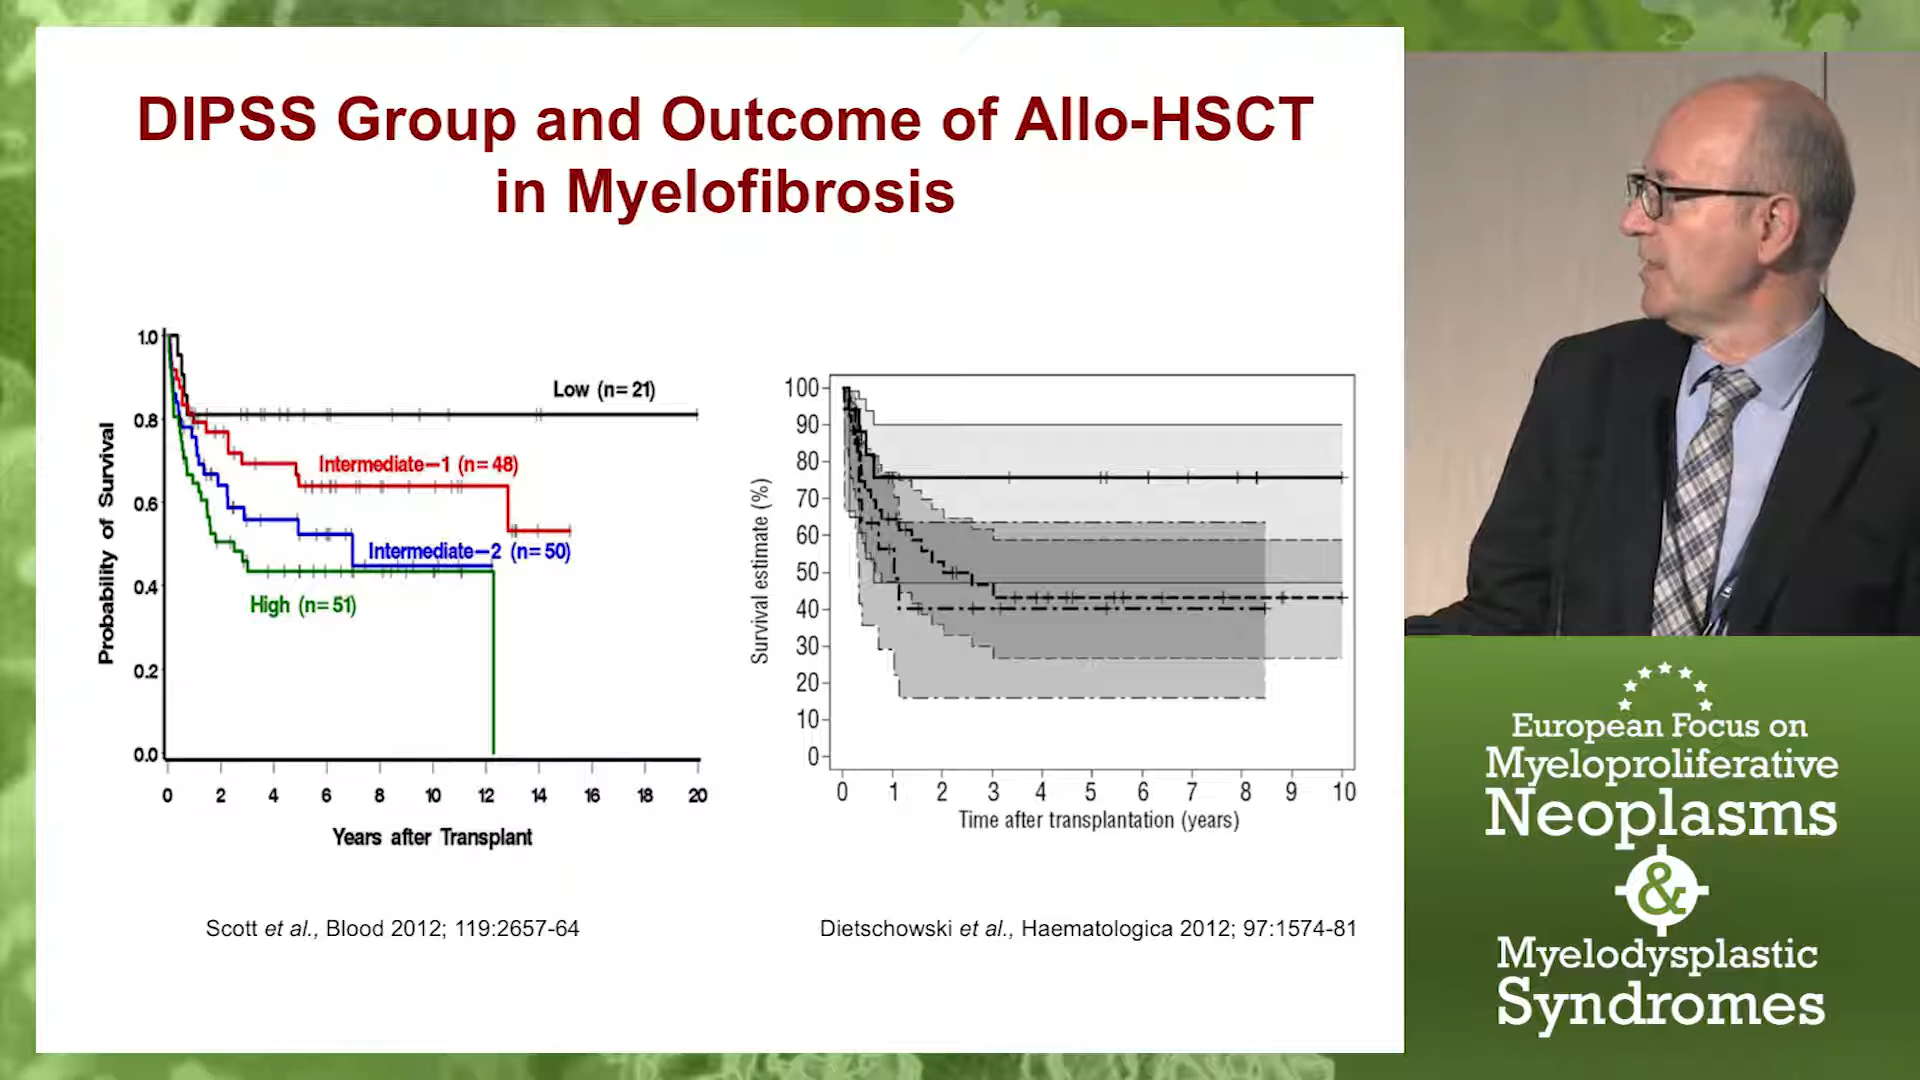 DIPSS Group and Outcome of Allo-HSCT
in Myelofibrosis
1.0
0.8
0.6
0.4
0.2
0.0
Probability of Survival
Low (n=21)
Intermediate-1 (n=48)
Intermediate-2 (n=50)
High (n=51)
0 2 4 6 8 10 12 14 16 18 20
Years after Transplant
100
90
80
70
60
50
40
30
20
10
0
Survival estimate (%)
0 1 2 3 4 5 6 7 8 9 10
Time after transplantation (years)
Scott et al., Blood 2012; 119:2657-64
Dietschowski et al., Haematologica 2012; 97:1574-81
European Focus on
Myeloproliferative
Neoplasms
&
Myelodysplastic
Syndromes